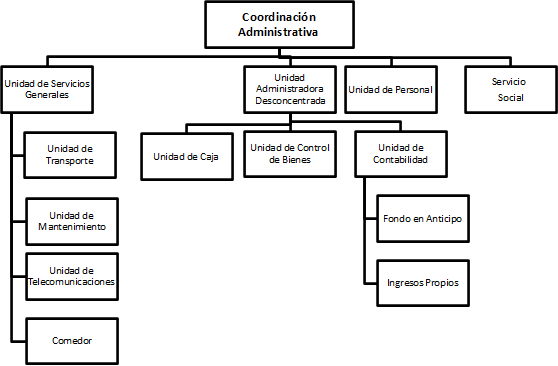 Coordinación
Administrativa
Unidad de Servicios
Generales
Unidad
Administradora
Desconcentrada
Unidad de Personal
Servicio
Social
Unidad de
Transporte
Unidad de Caja
Unidad de Control
de Bienes
Unidad de
Contabilidad
Unidad de
Mantenimiento
Fondo en Anticipo
Unidad de
Telecomunicaciones
Ingresos Propios
Comedor